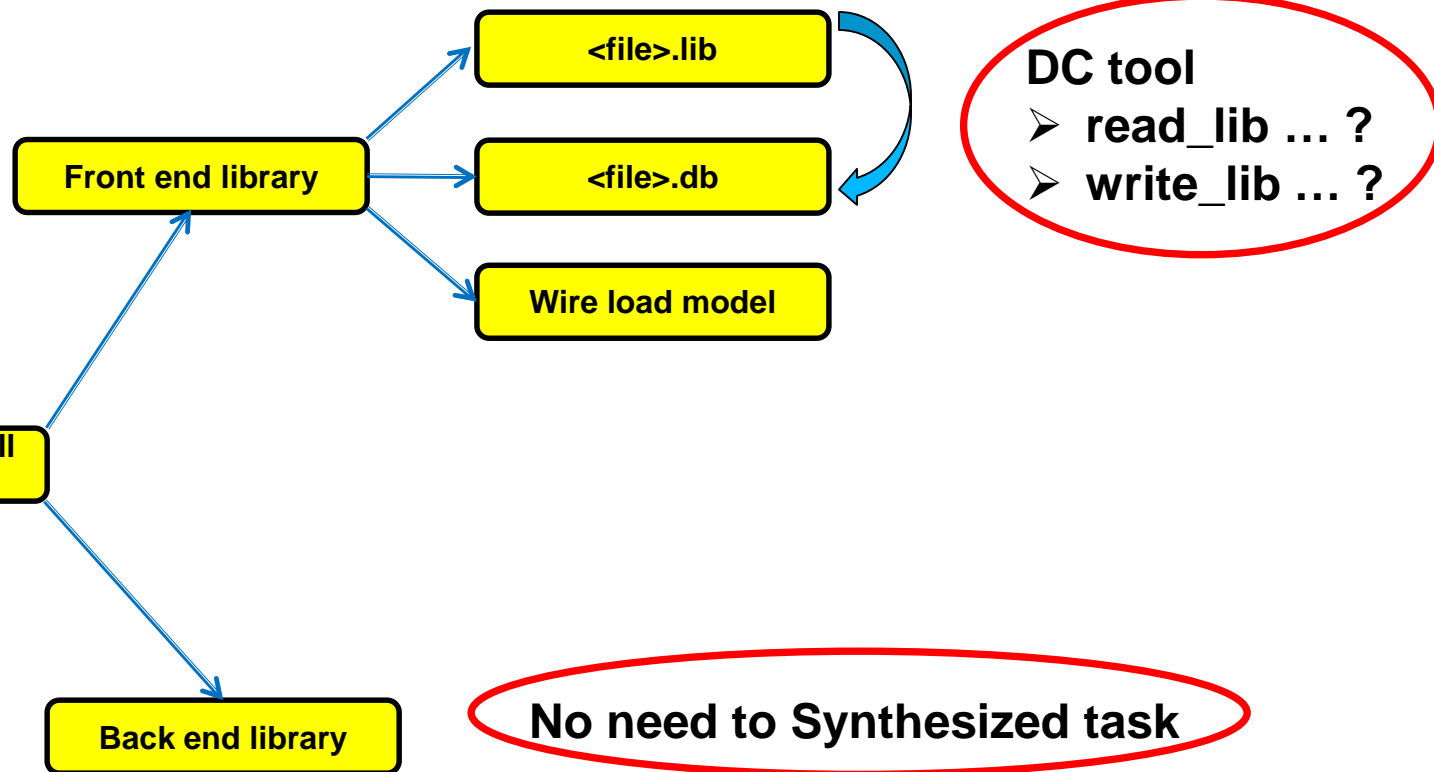 <file>.lib
DC tool
➢ read_lib … ?
➢ write_lib … ?
Front end library
<file>.db
Wire load model
ll
Back end library
No need to Synthesized task